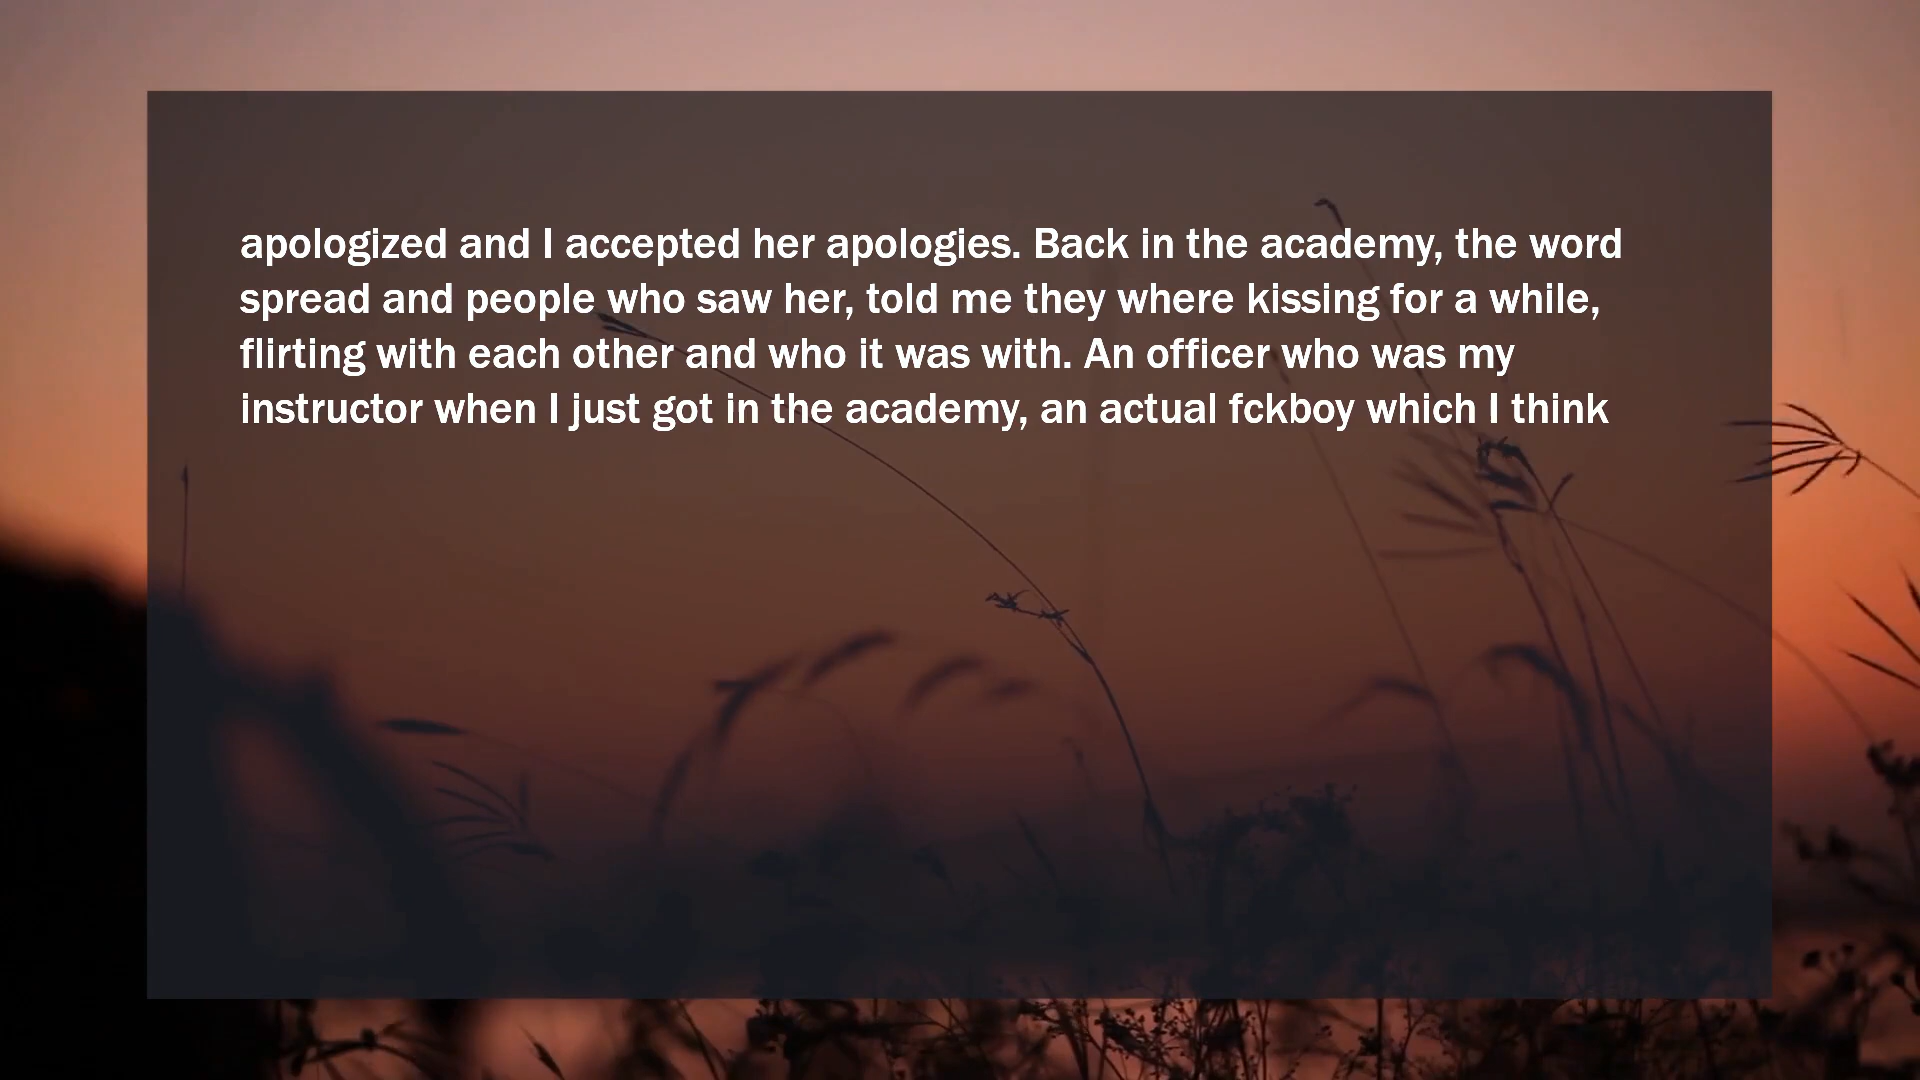 apologized and I accepted her apologies. Back in the academy, the word
spread and people who saw her, told me they where kissing for a while,
flirting with each other and who it was with. An officer who was my
instructor when I just got in the academy, an actual fckboy which I think